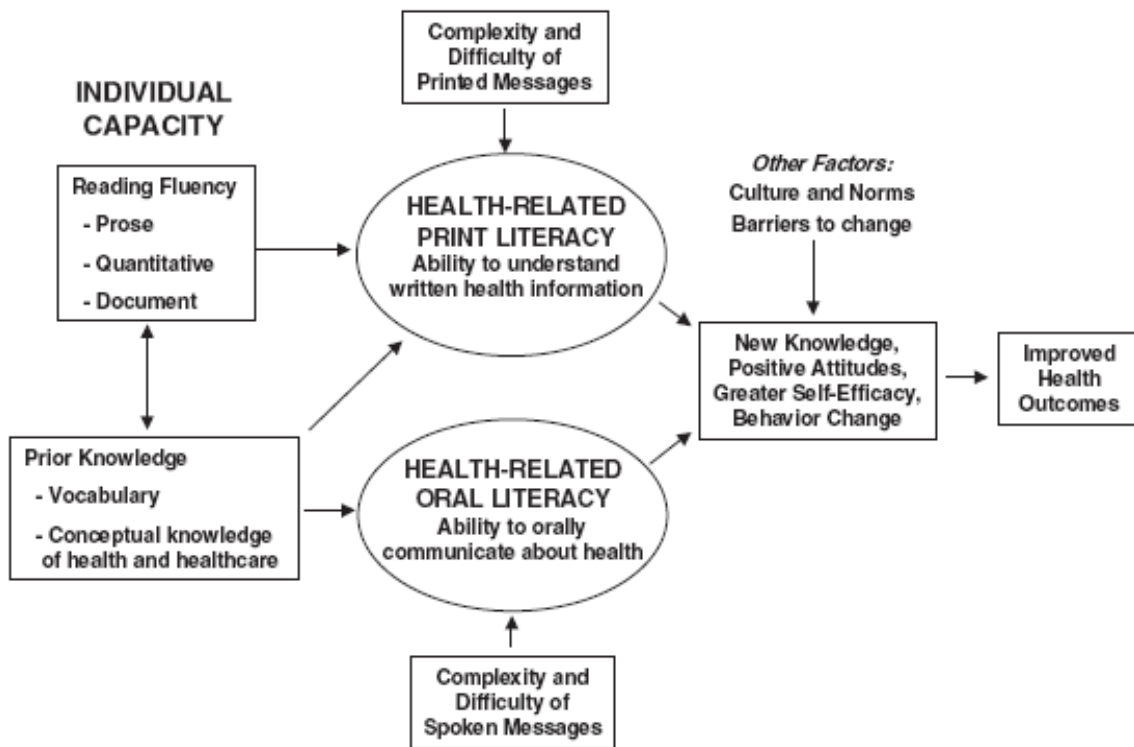 Complexity and
Difficulty of
Printed Messages
INDIVIDUAL
CAPACITY
Reading Fluency
- Prose
- Quantitative
- Document
HEALTH-RELATED
PRINT LITERACY
Ability to understand
written health information
Other Factors:
Culture and Norms
Barriers to change
New Knowledge,
Positive Attitudes,
Greater Self-Efficacy,
Behavior Change
Improved
Health
Outcomes
Prior Knowledge
- Vocabulary
- Conceptual knowledge
of health and healthcare
HEALTH-RELATED
ORAL LITERACY
Ability to orally
communicate about health
Complexity and
Difficulty of
Spoken Messages